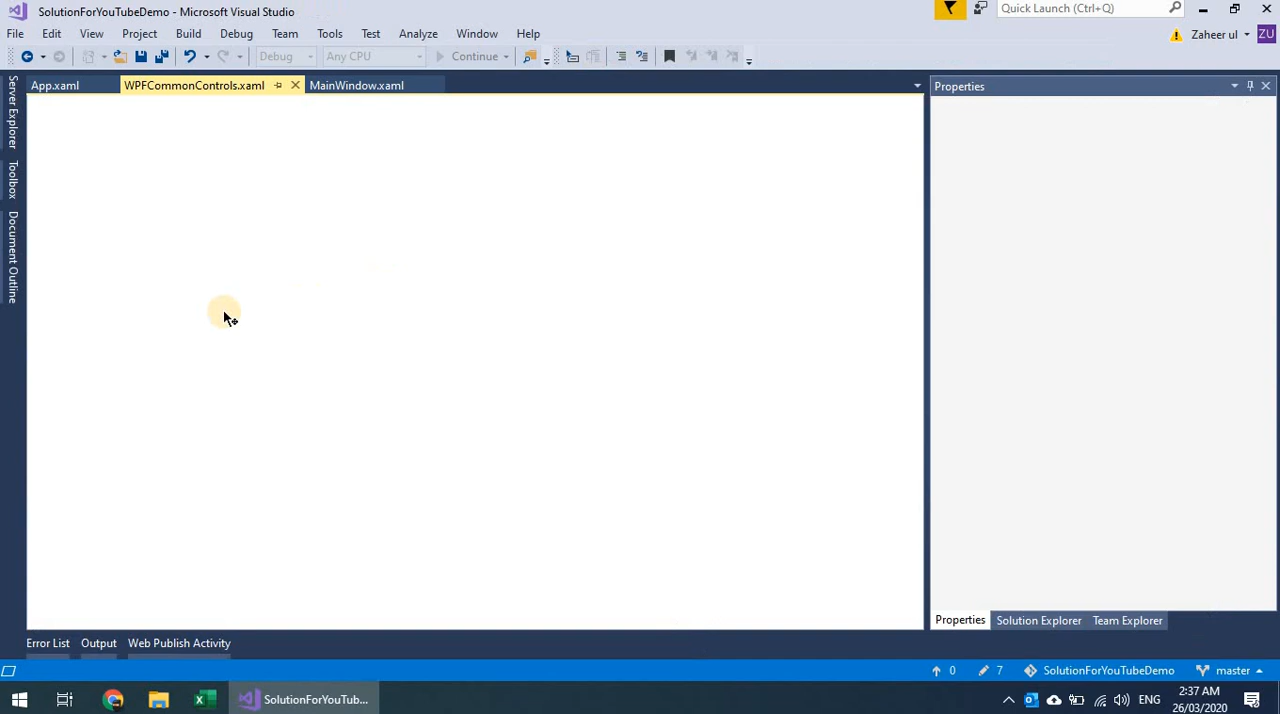 SolutionForYouTubeDemo - Microsoft Visual Studio
Quick Launch (Ctrl+Q)
File Edit View Project Build Debug Team Tools Test Analyze Window Help
Zaheer ul ZU
Debug Any CPU Continue
App.xaml WPFCommonControls.xaml MainWindow.xaml
Properties
Server Explorer
Toolbox
Document Outline
Properties Solution Explorer Team Explorer
Error List Output Web Publish Activity
0 7 SolutionForYouTubeDemo master
SolutionForYouTub...
ENG
2:37 AM
26/03/2020